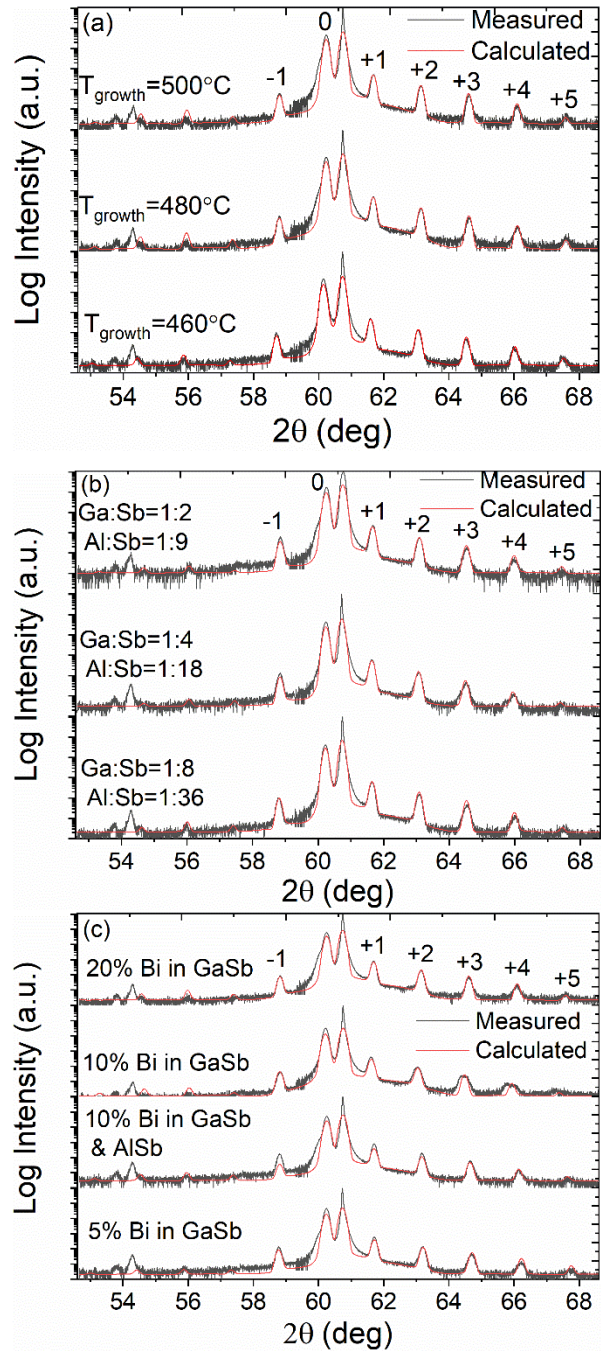 (a)
0
Measured
Calculated
-1
+1
+2
+3
+4
+5
T_growth=500°C
T_growth=480°C
T_growth=460°C
Log Intensity (a.u.)
54 56 58 60 62 64 66 68
2θ (deg)
(b)
0
Measured
Calculated
-1
+1
+2
+3
+4
+5
Ga:Sb=1:2
Al:Sb=1:9
Ga:Sb=1:4
Al:Sb=1:18
Ga:Sb=1:8
Al:Sb=1:36
Log Intensity (a.u.)
54 56 58 60 62 64 66 68
2θ (deg)
(c)
-1
+1
+2
+3
+4
+5
20% Bi in GaSb
Measured
Calculated
10% Bi in GaSb
10% Bi in GaSb
& AlSb
5% Bi in GaSb
Log Intensity (a.u.)
54 56 58 60 62 64 66 68
2θ (deg)